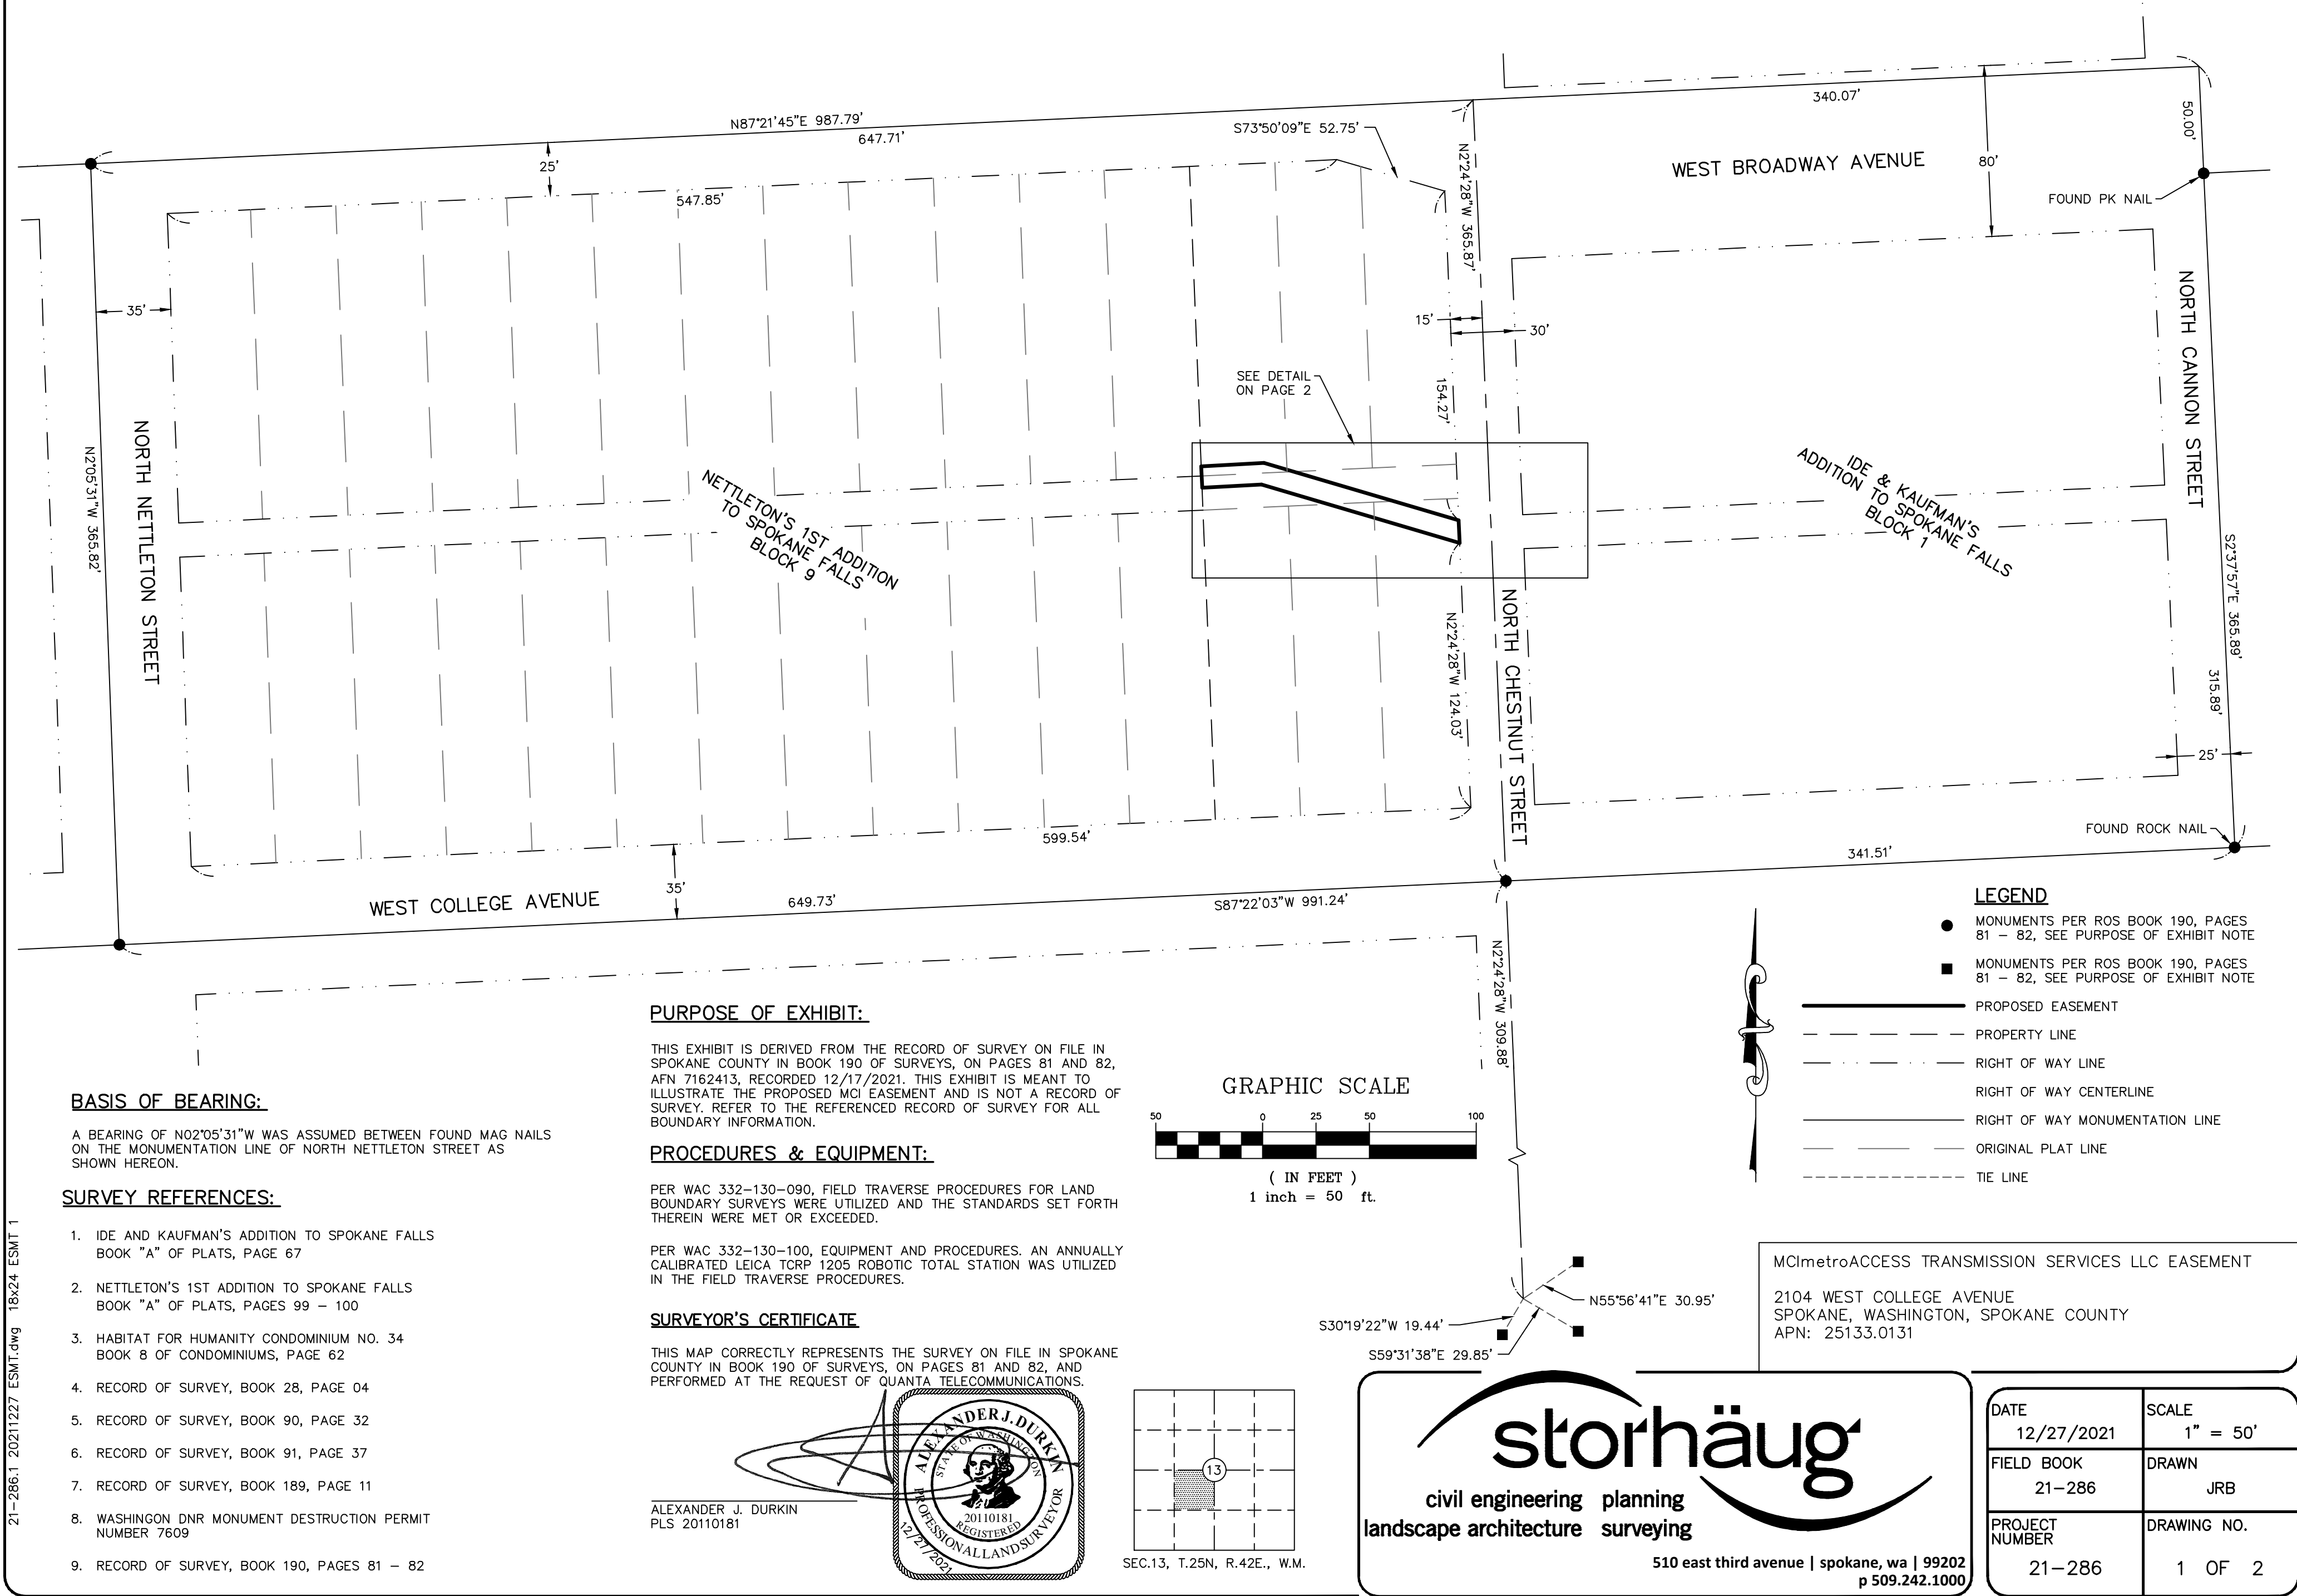 N87°21'45"E 987.79'
647.71'
25'
547.85'
S73°50'09"E 52.75'
340.07'
50.00'
WEST BROADWAY AVENUE
80'
FOUND PK NAIL
N2°24'28"W 365.87'
35'
15'
30'
NORTH CANNON STREET
SEE DETAIL
ON PAGE 2
154.27'
N2°05'31"W 365.82'
NORTH NETTLETON STREET
NETTLETON'S 1ST ADDITION
TO SPOKANE FALLS
BLOCK 9
IDE & KAUFMAN'S
ADDITION TO SPOKANE FALLS
BLOCK 1
S2°37'57"E 365.89'
N2°24'28"W 124.03'
NORTH CHESTNUT STREET
315.89'
25'
599.54'
FOUND ROCK NAIL
341.51'
35'
WEST COLLEGE AVENUE
649.73'
S87°22'03"W 991.24'
N2°24'28"W 309.88'
LEGEND
MONUMENTS PER ROS BOOK 190, PAGES
81 – 82, SEE PURPOSE OF EXHIBIT NOTE
MONUMENTS PER ROS BOOK 190, PAGES
81 – 82, SEE PURPOSE OF EXHIBIT NOTE
PROPOSED EASEMENT
PROPERTY LINE
RIGHT OF WAY LINE
RIGHT OF WAY CENTERLINE
RIGHT OF WAY MONUMENTATION LINE
ORIGINAL PLAT LINE
TIE LINE
BASIS OF BEARING:
A BEARING OF N02°05'31"W WAS ASSUMED BETWEEN FOUND MAG NAILS
ON THE MONUMENTATION LINE OF NORTH NETTLETON STREET AS
SHOWN HEREON.
SURVEY REFERENCES:
1. IDE AND KAUFMAN'S ADDITION TO SPOKANE FALLS
BOOK "A" OF PLATS, PAGE 67
2. NETTLETON'S 1ST ADDITION TO SPOKANE FALLS
BOOK "A" OF PLATS, PAGES 99 – 100
3. HABITAT FOR HUMANITY CONDOMINIUM NO. 34
BOOK 8 OF CONDOMINIUMS, PAGE 62
4. RECORD OF SURVEY, BOOK 28, PAGE 04
5. RECORD OF SURVEY, BOOK 90, PAGE 32
6. RECORD OF SURVEY, BOOK 91, PAGE 37
7. RECORD OF SURVEY, BOOK 189, PAGE 11
8. WASHINGON DNR MONUMENT DESTRUCTION PERMIT
NUMBER 7609
9. RECORD OF SURVEY, BOOK 190, PAGES 81 – 82
21-286.1 20211227 ESMT.dwg 18x24 ESMT 1
PURPOSE OF EXHIBIT:
THIS EXHIBIT IS DERIVED FROM THE RECORD OF SURVEY ON FILE IN
SPOKANE COUNTY IN BOOK 190 OF SURVEYS, ON PAGES 81 AND 82,
AFN 7162413, RECORDED 12/17/2021. THIS EXHIBIT IS MEANT TO
ILLUSTRATE THE PROPOSED MCI EASEMENT AND IS NOT A RECORD OF
SURVEY. REFER TO THE REFERENCED RECORD OF SURVEY FOR ALL
BOUNDARY INFORMATION.
PROCEDURES & EQUIPMENT:
PER WAC 332-130-090, FIELD TRAVERSE PROCEDURES FOR LAND
BOUNDARY SURVEYS WERE UTILIZED AND THE STANDARDS SET FORTH
THEREIN WERE MET OR EXCEEDED.
PER WAC 332-130-100, EQUIPMENT AND PROCEDURES. AN ANNUALLY
CALIBRATED LEICA TCRP 1205 ROBOTIC TOTAL STATION WAS UTILIZED
IN THE FIELD TRAVERSE PROCEDURES.
SURVEYOR'S CERTIFICATE
THIS MAP CORRECTLY REPRESENTS THE SURVEY ON FILE IN SPOKANE
COUNTY IN BOOK 190 OF SURVEYS, ON PAGES 81 AND 82, AND
PERFORMED AT THE REQUEST OF QUANTA TELECOMMUNICATIONS.
ALEXANDER J. DURKIN
PLS 20110181
ALEXANDER J. DURKIN
STATE OF WASHINGTON
20110181
REGISTERED
PROFESSIONAL LAND SURVEYOR
12/27/2021
GRAPHIC SCALE
50 0 25 50 100
( IN FEET )
1 inch = 50 ft.
N55°56'41"E 30.95'
S30°19'22"W 19.44'
S59°31'38"E 29.85'
13
SEC.13, T.25N, R.42E., W.M.
MCImetroACCESS TRANSMISSION SERVICES LLC EASEMENT
2104 WEST COLLEGE AVENUE
SPOKANE, WASHINGTON, SPOKANE COUNTY
APN: 25133.0131
storhäug
civil engineering planning
landscape architecture surveying
510 east third avenue | spokane, wa | 99202
p 509.242.1000
DATE
12/27/2021
SCALE
1" = 50'
FIELD BOOK
21-286
DRAWN
JRB
PROJECT
NUMBER
21-286
DRAWING NO.
1 OF 2